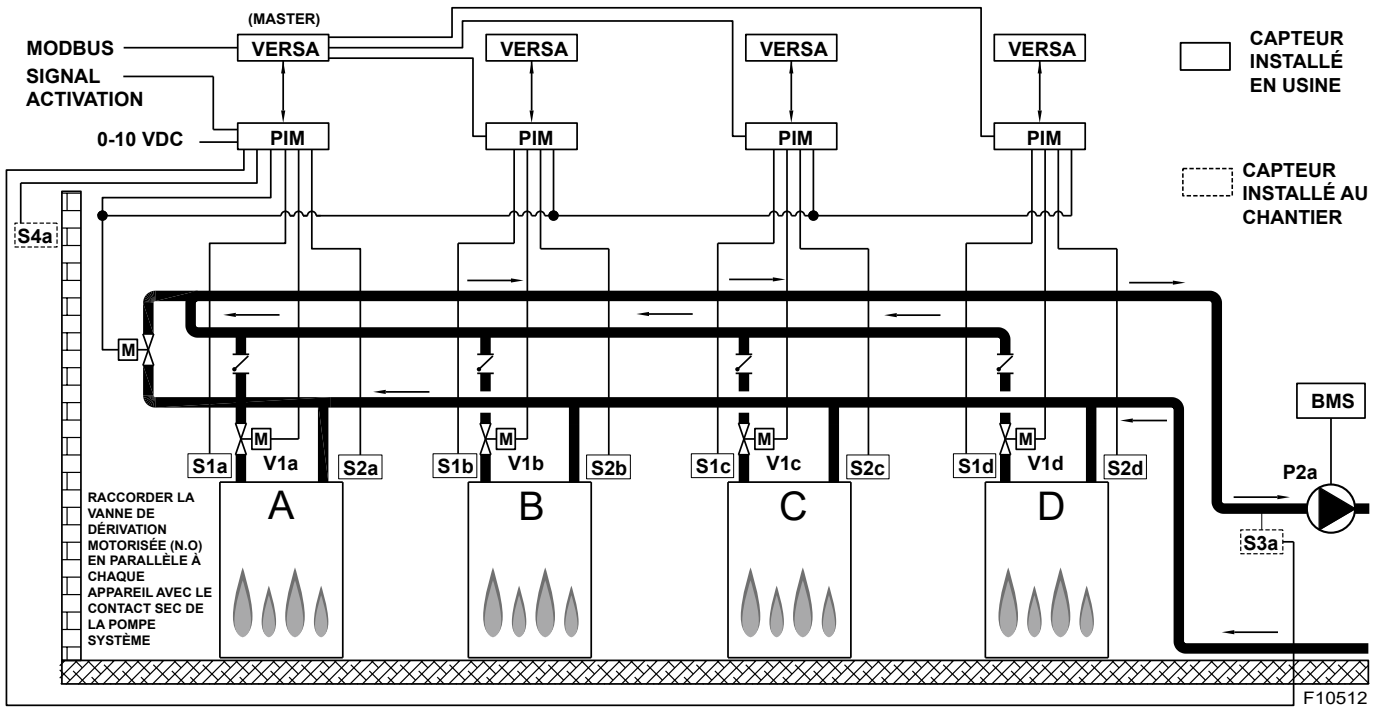 (MASTER)
MODBUS
VERSA
VERSA
VERSA
VERSA
SIGNAL
ACTIVATION
0-10 VDC
PIM
PIM
PIM
PIM
CAPTEUR
INSTALLÉ
EN USINE
CAPTEUR
INSTALLÉ AU
CHANTIER
S4a
M
BMS
M
M
M
M
S1a
V1a
S2a
S1b
V1b
S2b
S1c
V1c
S2c
S1d
V1d
S2d
P2a
S3a
A
B
C
D
RACCORDER LA
VANNE DE
DÉRIVATION
MOTORISÉE (N.O)
EN PARALLÈLE À
CHAQUE
APPAREIL AVEC LE
CONTACT SEC DE
LA POMPE
SYSTÈME
F10512